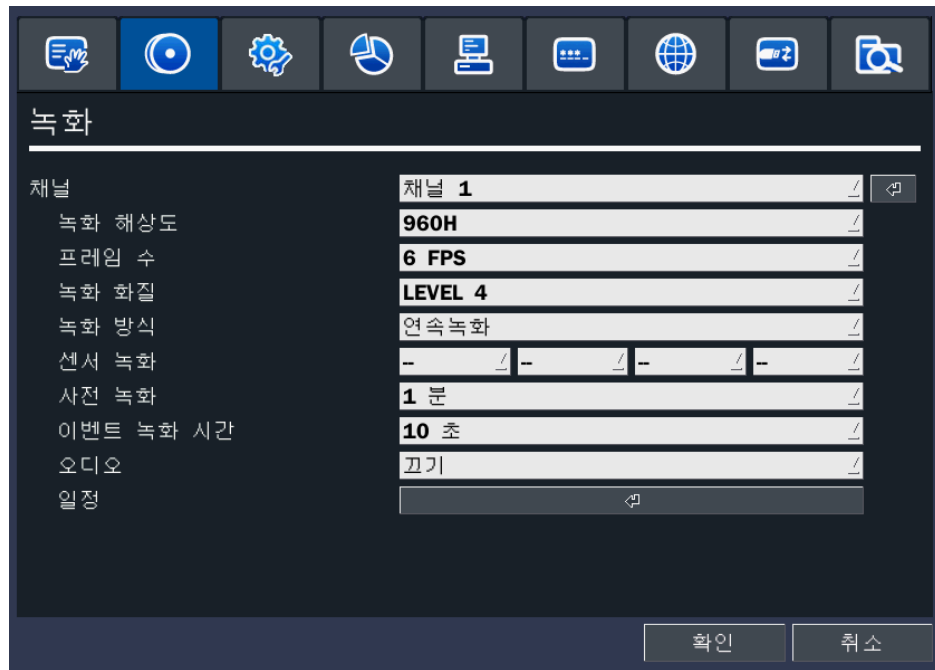 녹화
채널 채널 1
녹화 해상도 960H
프레임 수 6 FPS
녹화 화질 LEVEL 4
녹화 방식 연속녹화
센서 녹화 -- -- -- --
사전 녹화 1 분
이벤트 녹화 시간 10 초
오디오 끄기
일정
확인 취소